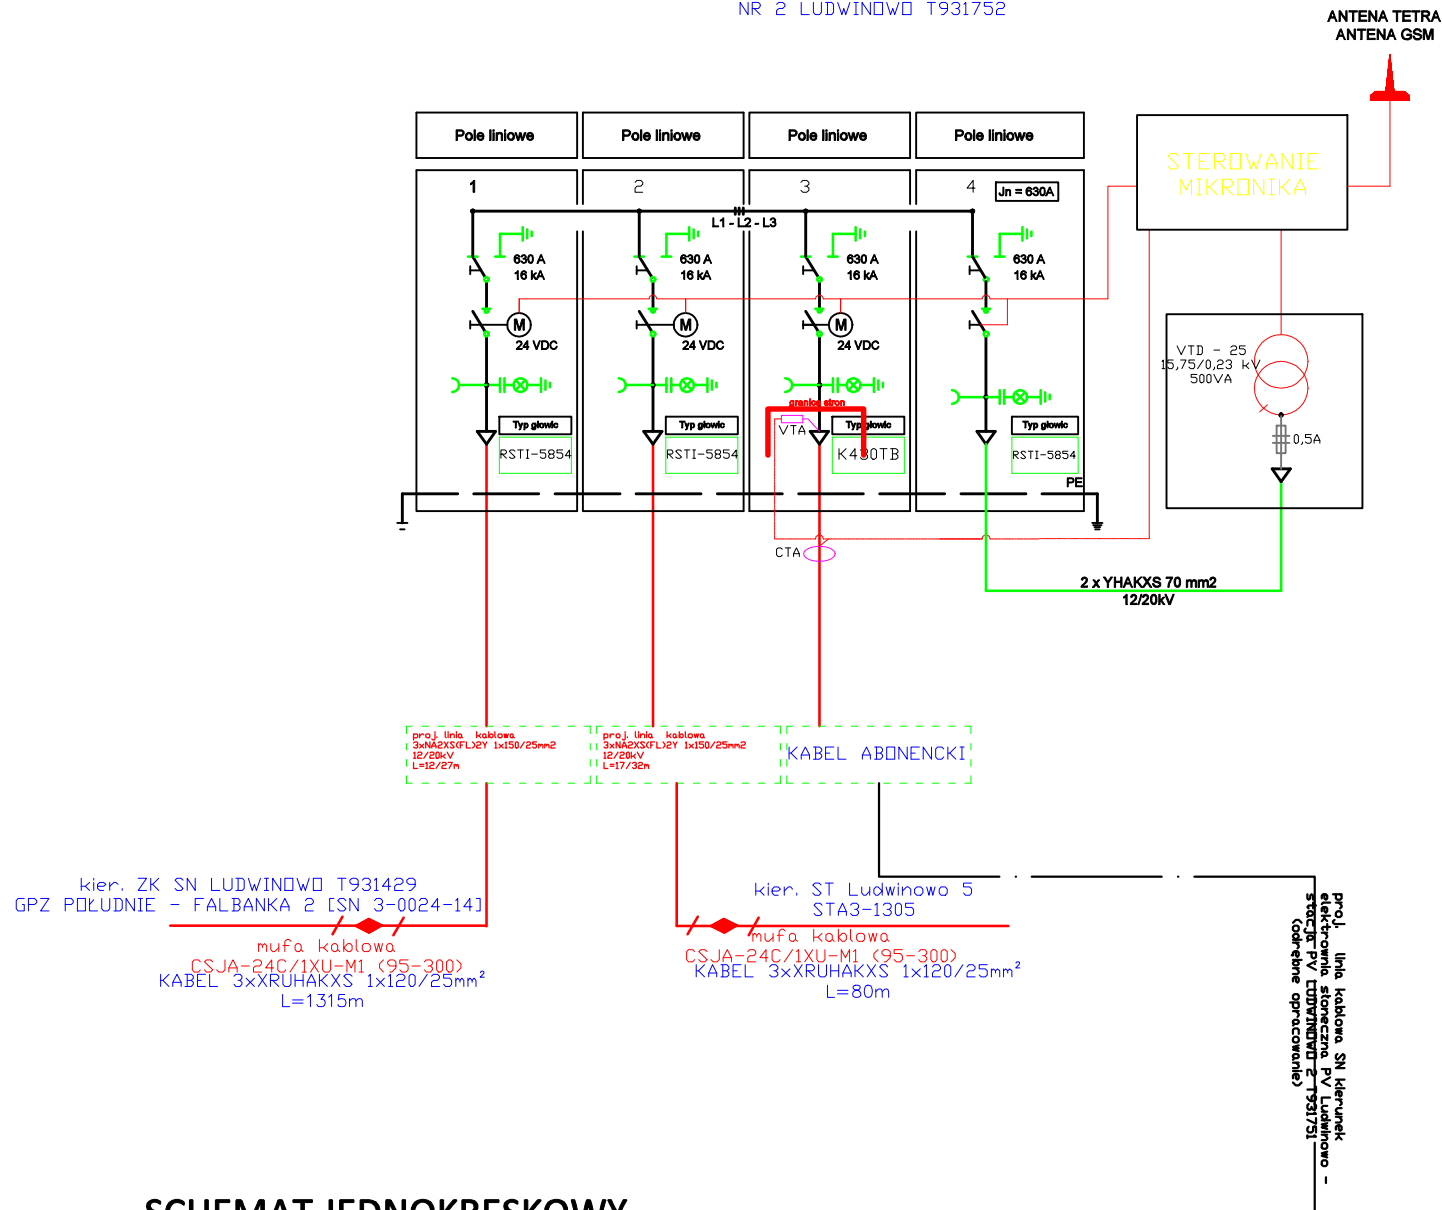 NR 2 LUDWINOWO T931752
ANTENA TETRA
ANTENA GSM
Pole liniowe
Pole liniowe
Pole liniowe
Pole liniowe
STEROWANIE
MIKRONIKA
1
2
3
4
Jn = 630A
L1 - L2 - L3
630 A
16 kA
630 A
16 kA
630 A
16 kA
630 A
16 kA
M
24 VDC
M
24 VDC
M
24 VDC
VTD - 25
15,75/0,23 kV
500VA
0,5A
granica stron
VTA
Typ głowic
RSTI-5854
Typ głowic
RSTI-5854
Typ głowic
K430TB
Typ głowic
RSTI-5854
PE
CTA
2 x YHAKXS 70 mm2
12/20kV
proj. linia kablowa
3xNA2XS(FL)2Y 1x150/25mm2
12/20kV
L=12/27m
proj. linia kablowa
3xNA2XS(FL)2Y 1x150/25mm2
12/20kV
L=17/32m
KABEL ABONENCKI
kier. ZK SN LUDWINOWO T931429
GPZ POŁUDNIE - FALBANKA 2 [SN 3-0024-14]
mufa kablowa
CSJA-24C/1XU-M1 (95-300)
KABEL 3xXRUHAKXS 1x120/25mm²
L=1315m
kier. ST Ludwinowo 5
STA3-1305
mufa kablowa
CSJA-24C/1XU-M1 (95-300)
KABEL 3xXRUHAKXS 1x120/25mm²
L=80m
proj. linia kablowa SN kierunek
elektrownia słoneczna PV Ludwinowo -
stacja PV LUDWINOWO 2 T931751
(odrębne opracowanie)
SCHEMAT JEDNOKRESKOWY